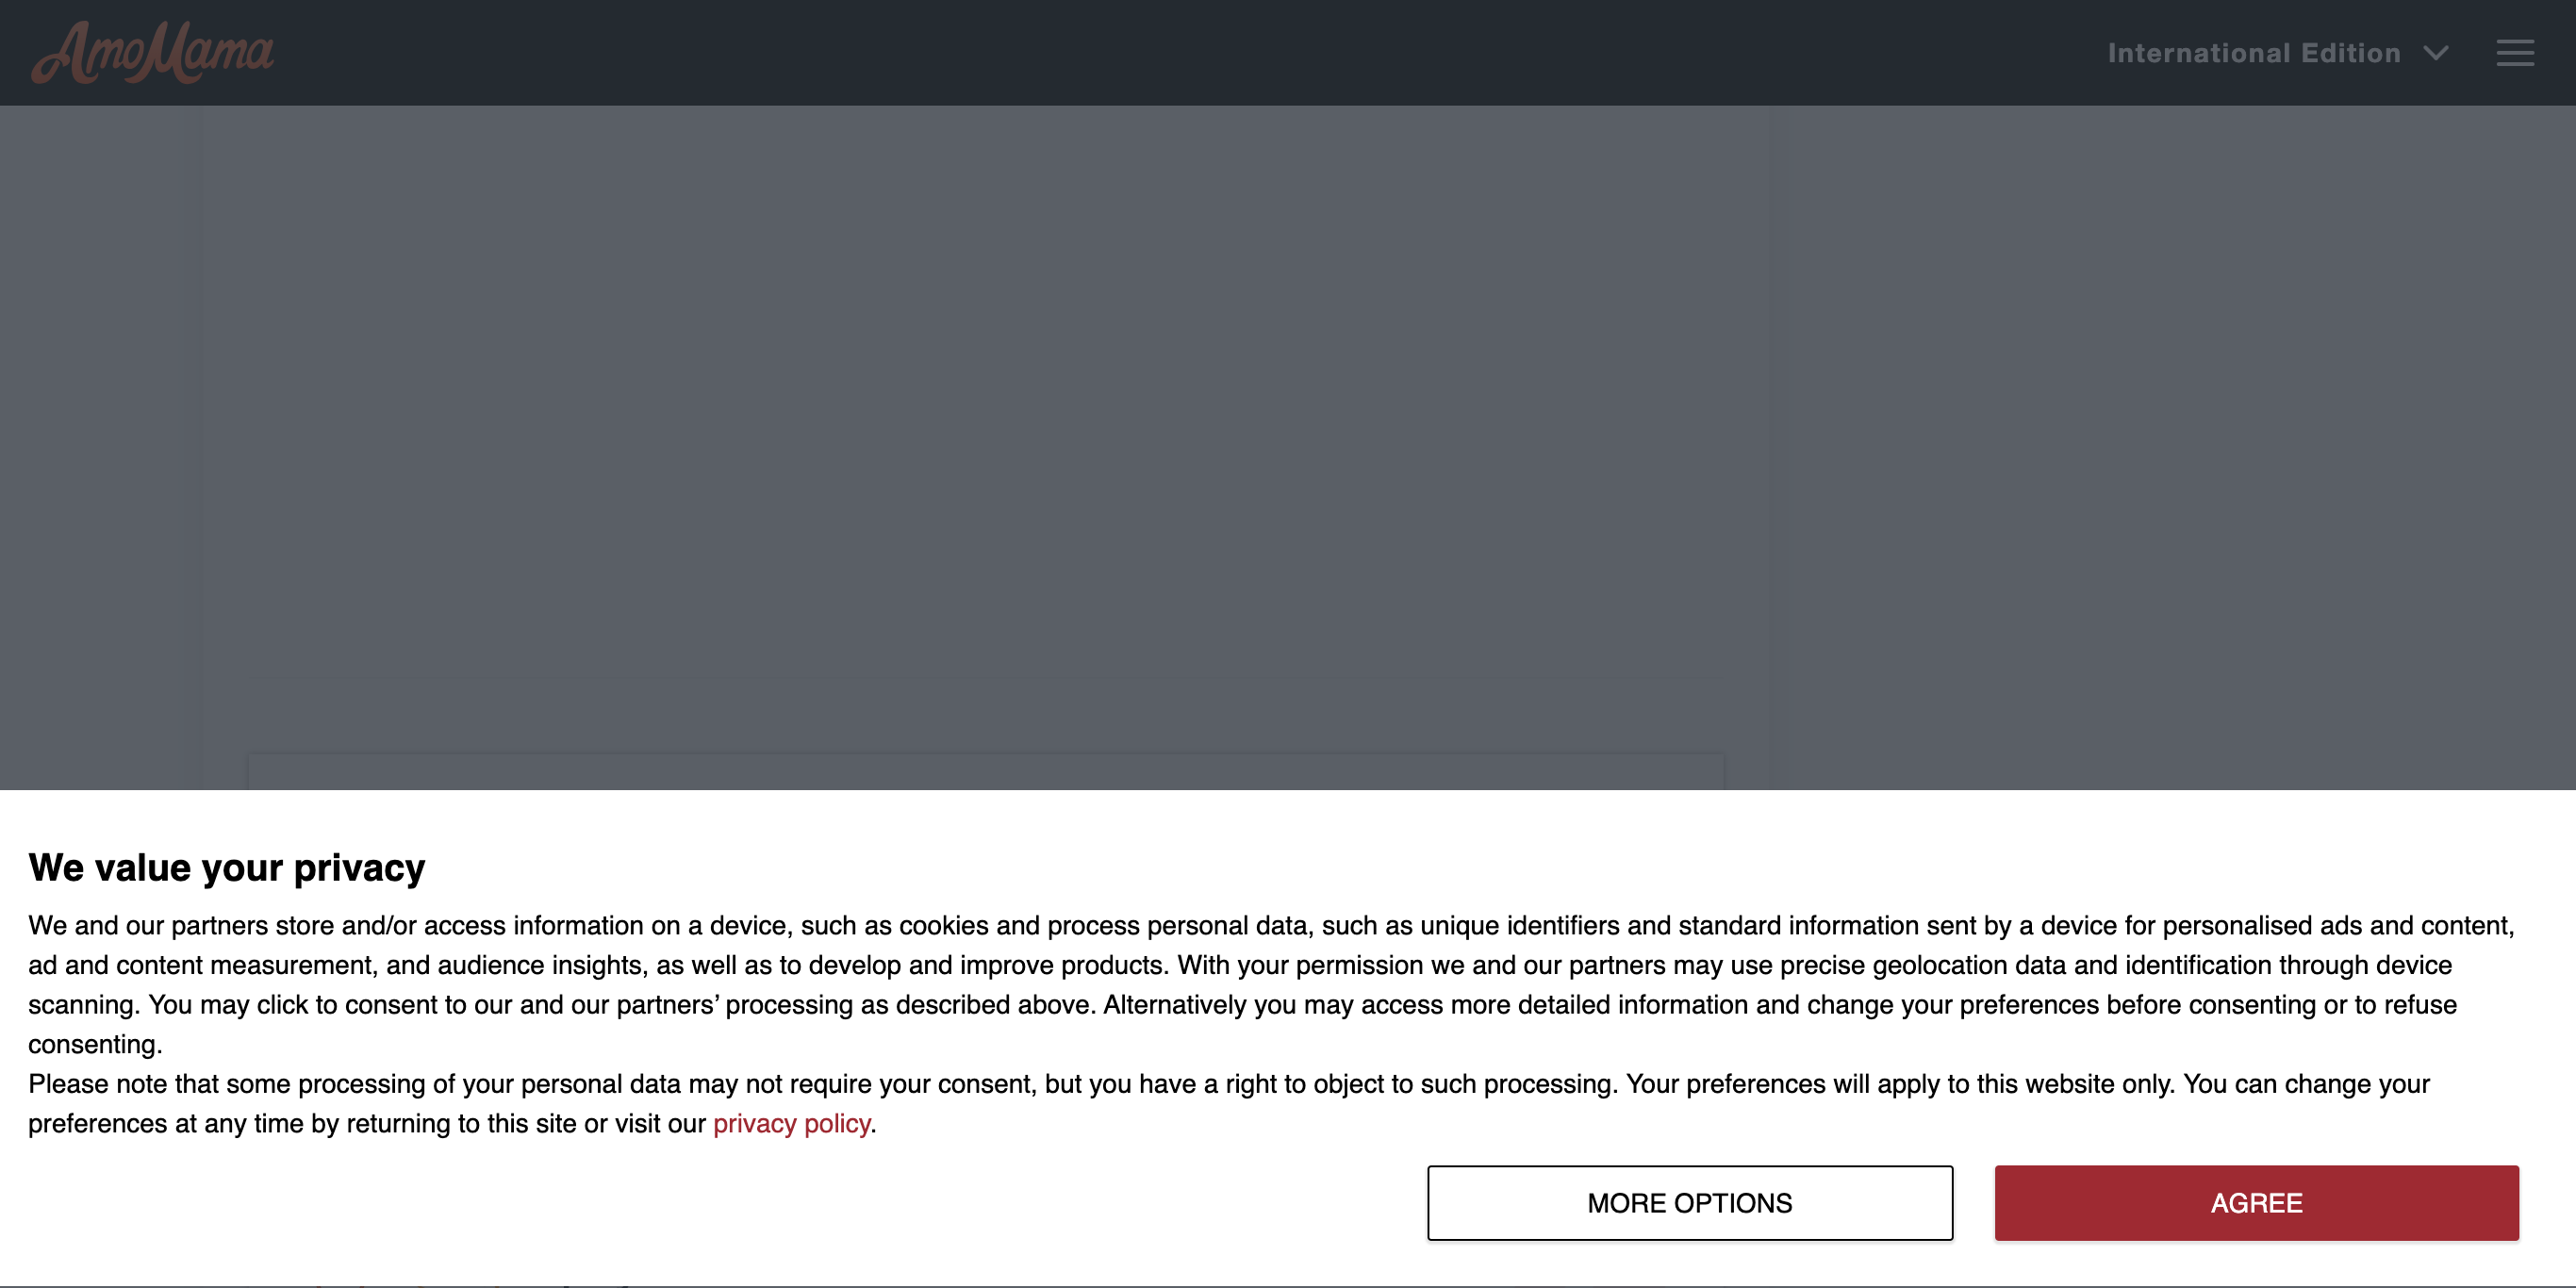 AmoMama
International Edition
We value your privacy
We and our partners store and/or access information on a device, such as cookies and process personal data, such as unique identifiers and standard information sent by a device for personalised ads and content,
ad and content measurement, and audience insights, as well as to develop and improve products. With your permission we and our partners may use precise geolocation data and identification through device
scanning. You may click to consent to our and our partners’ processing as described above. Alternatively you may access more detailed information and change your preferences before consenting or to refuse
consenting.
Please note that some processing of your personal data may not require your consent, but you have a right to object to such processing. Your preferences will apply to this website only. You can change your
preferences at any time by returning to this site or visit our privacy policy.
MORE OPTIONS
AGREE